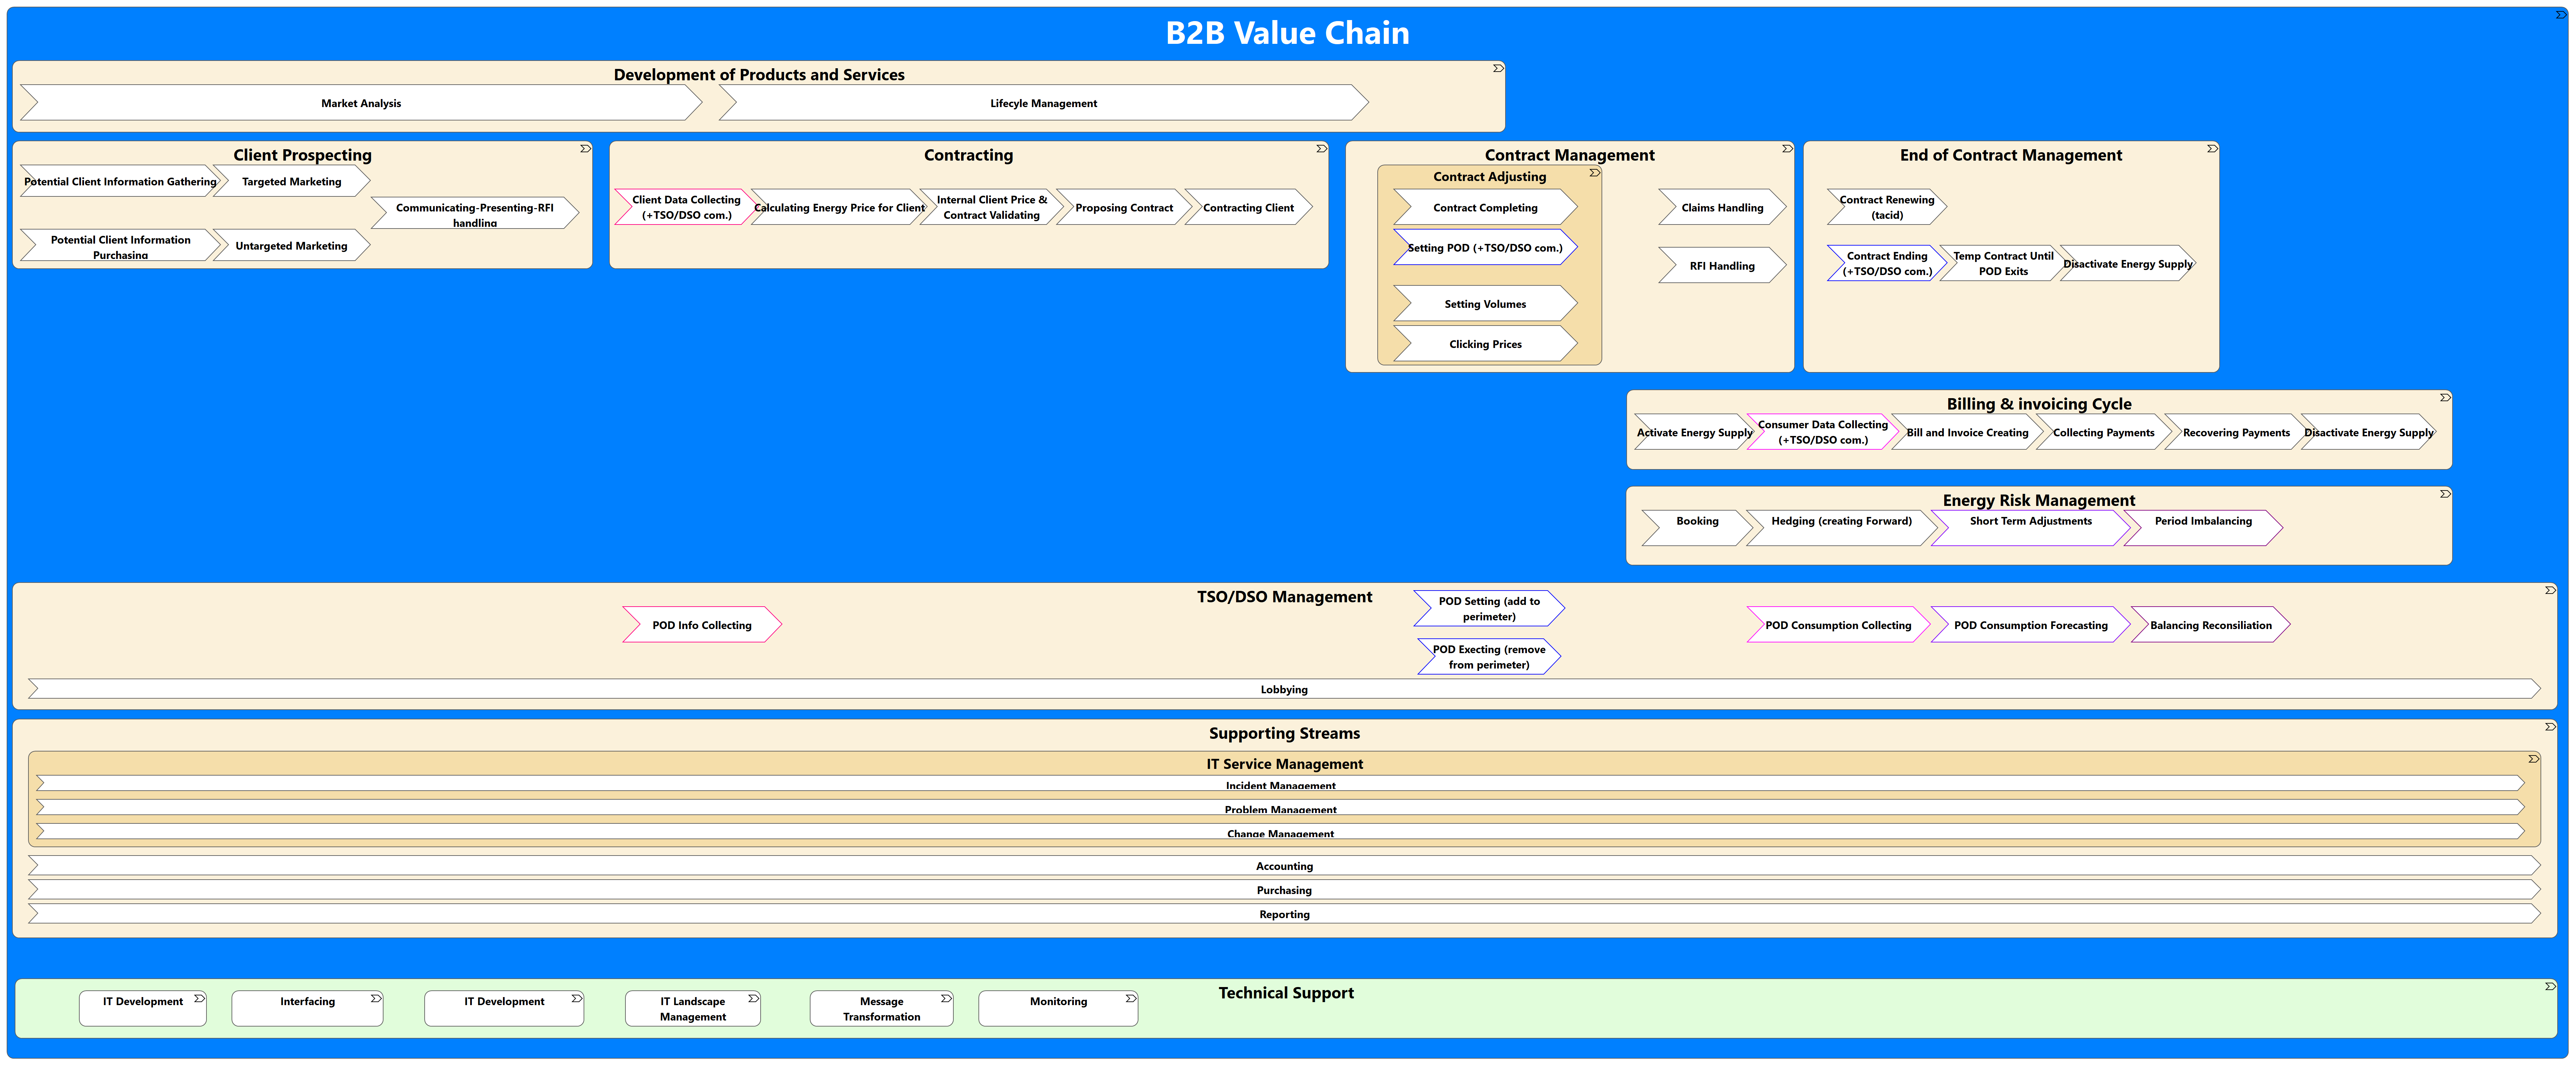 B2B Value Chain
Development of Products and Services
Market Analysis
Lifecyle Management
Client Prospecting
Potential Client Information Gathering
Targeted Marketing
Communicating-Presenting-RFI
handling
Potential Client Information
Purchasing
Untargeted Marketing
Contracting
Client Data Collecting
(+TSO/DSO com.)
Calculating Energy Price for Client
Internal Client Price &
Contract Validating
Proposing Contract
Contracting Client
Contract Management
Contract Adjusting
Contract Completing
Setting POD (+TSO/DSO com.)
Setting Volumes
Clicking Prices
Claims Handling
RFI Handling
End of Contract Management
Contract Renewing
(tacid)
Contract Ending
(+TSO/DSO com.)
Temp Contract Until
POD Exits
Disactivate Energy Supply
Billing & invoicing Cycle
Activate Energy Supply
Consumer Data Collecting
(+TSO/DSO com.)
Bill and Invoice Creating
Collecting Payments
Recovering Payments
Disactivate Energy Supply
Energy Risk Management
Booking
Hedging (creating Forward)
Short Term Adjustments
Period Imbalancing
TSO/DSO Management
POD Info Collecting
POD Setting (add to
perimeter)
POD Execting (remove
from perimeter)
POD Consumption Collecting
POD Consumption Forecasting
Balancing Reconsiliation
Lobbying
Supporting Streams
IT Service Management
Incident Management
Problem Management
Change Management
Accounting
Purchasing
Reporting
Technical Support
IT Development
Interfacing
IT Development
IT Landscape
Management
Message
Transformation
Monitoring